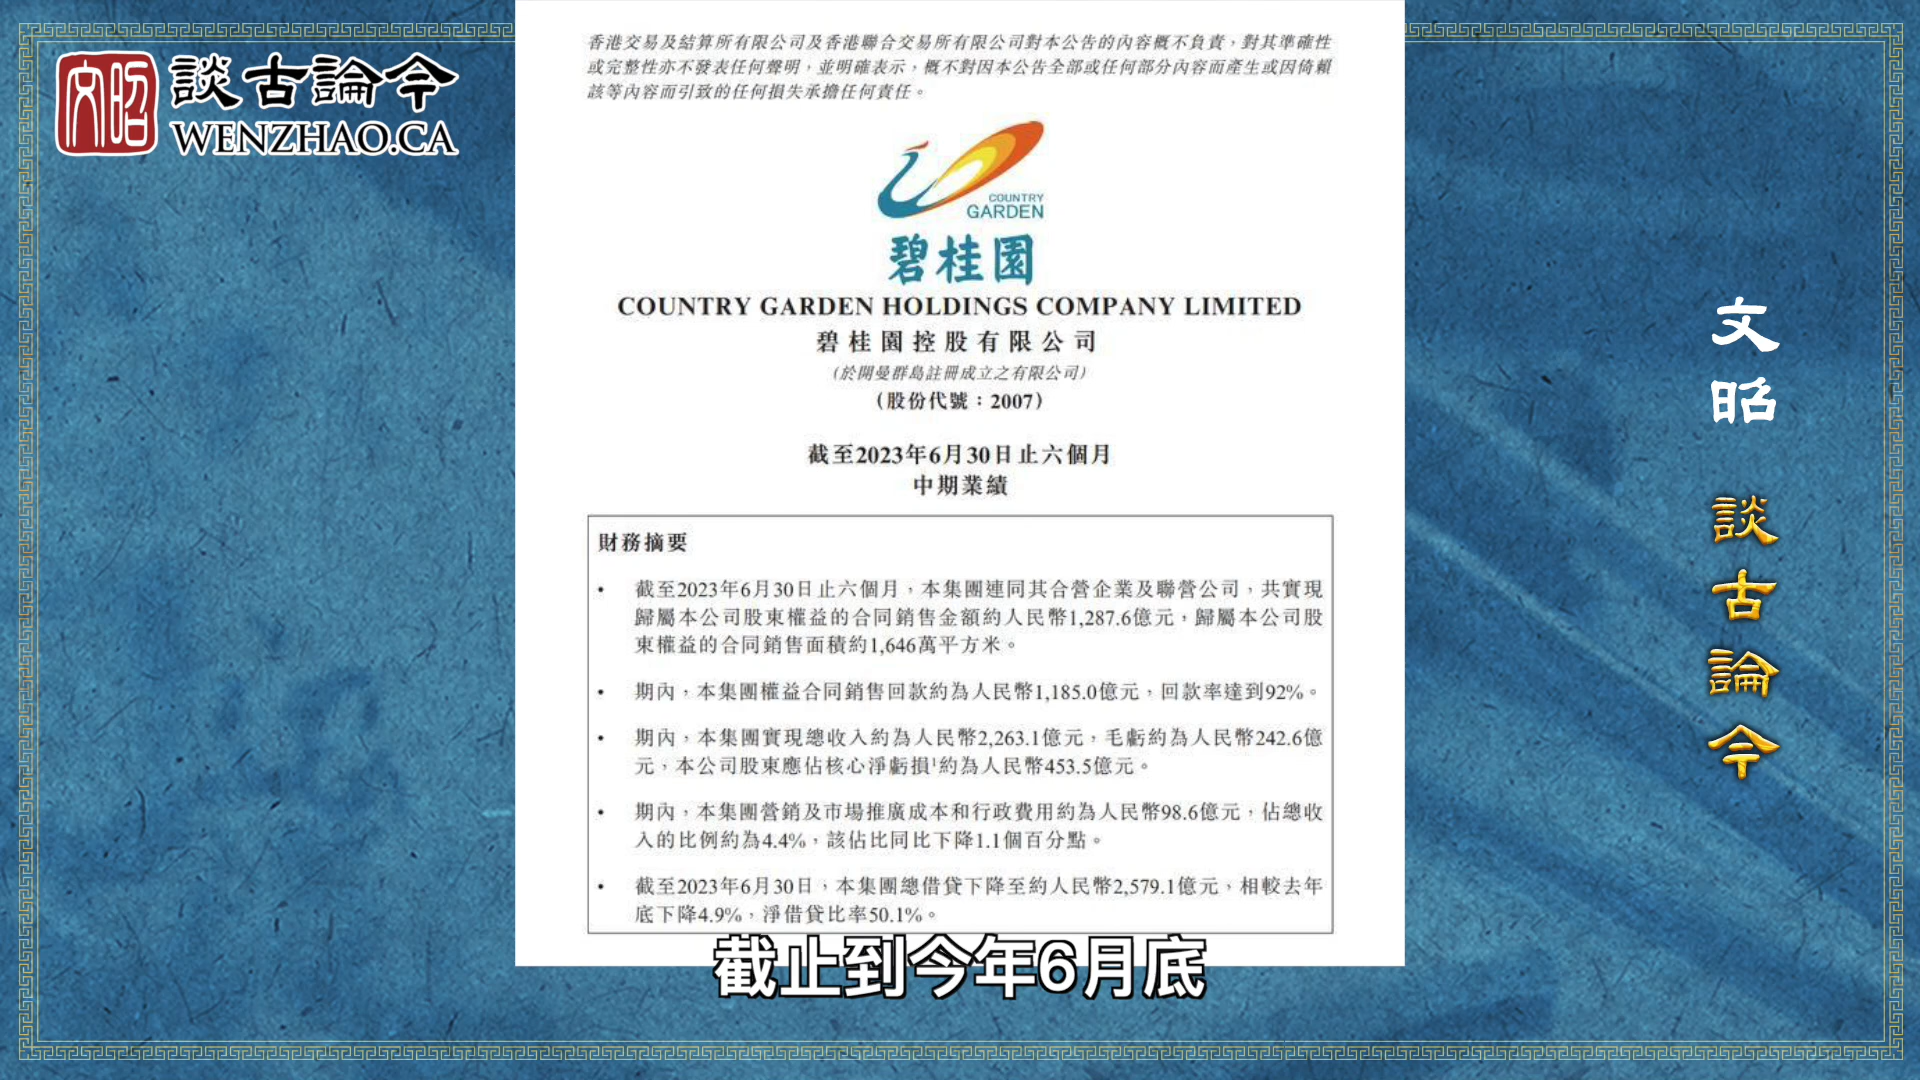 文昭
談古論今
WENZHAO.CA
香港交易及結算所有限公司及香港聯合交易所有限公司對本公告的內容概不負責，對其準確性
或完整性亦不發表任何聲明，並明確表示，概不對因本公告全部或任何部分內容而產生或因倚賴
該等內容而引致的任何損失承擔任何責任。
COUNTRY
GARDEN
碧桂園
COUNTRY GARDEN HOLDINGS COMPANY LIMITED
碧桂園控股有限公司
（於開曼群島註冊成立之有限公司）
（股份代號：2007）
截至2023年6月30日止六個月
中期業績
財務摘要
• 截至2023年6月30日止六個月，本集團連同其合營企業及聯營公司，共實現
歸屬本公司股東權益的合同銷售金額約人民幣1,287.6億元，歸屬本公司股
東權益的合同銷售面積約1,646萬平方米。
• 期內，本集團權益合同銷售回款約為人民幣1,185.0億元，回款率達到92%。
• 期內，本集團實現總收入約為人民幣2,263.1億元，毛虧約為人民幣242.6億
元，本公司股東應佔核心淨虧損¹約為人民幣453.5億元。
• 期內，本集團營銷及市場推廣成本和行政費用約為人民幣98.6億元，佔總收
入的比例約為4.4%，該佔比同比下降1.1個百分點。
• 截至2023年6月30日，本集團總借貸下降至約人民幣2,579.1億元，相較去年
底下降4.9%，淨借貸比率50.1%。
截止到今年6月底
文昭 談古論今